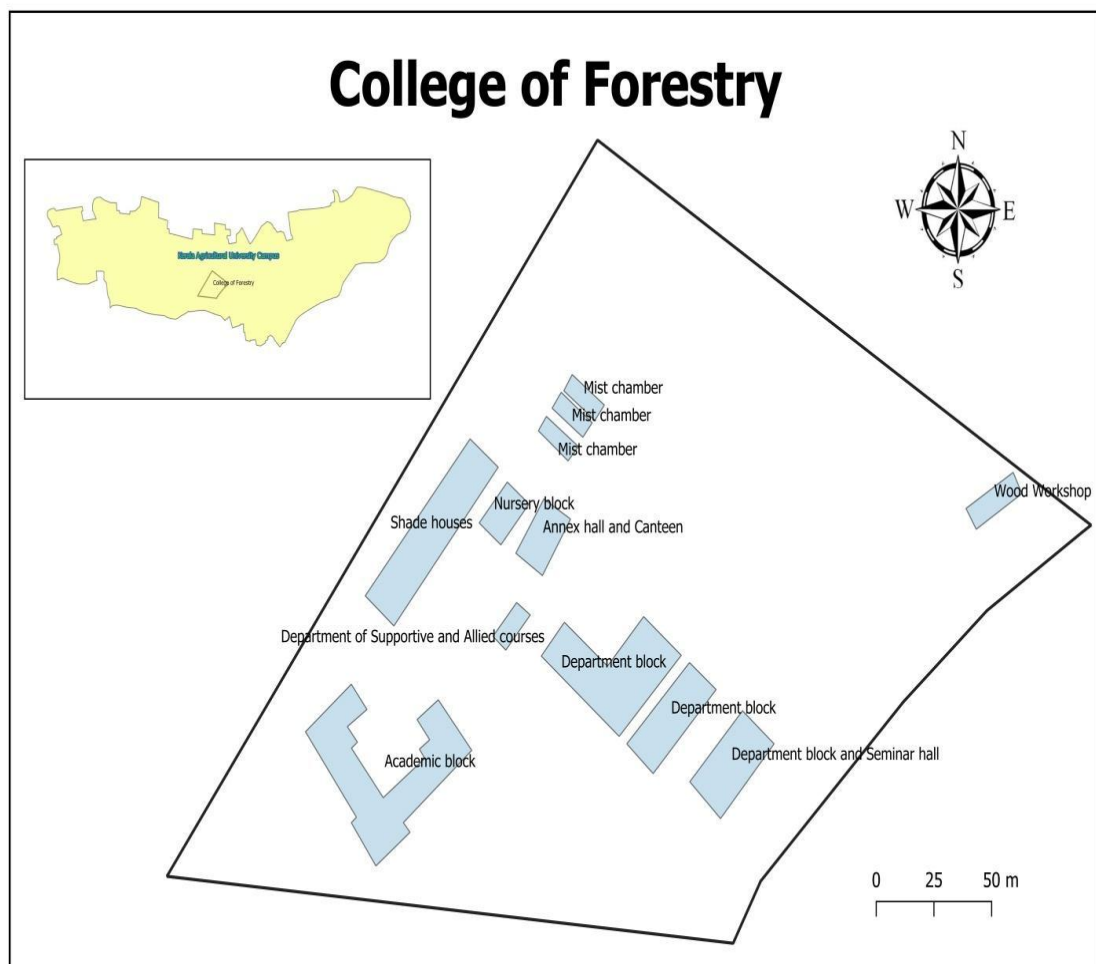 College of Forestry
N
W
E
S
Kerala Agricultural University Campus
College of Forestry
Mist chamber
Mist chamber
Mist chamber
Wood Workshop
Nursery block
Shade houses
Annex hall and Canteen
Department of Supportive and Allied courses
Department block
Department block
Department block and Seminar hall
Academic block
0 25 50 m